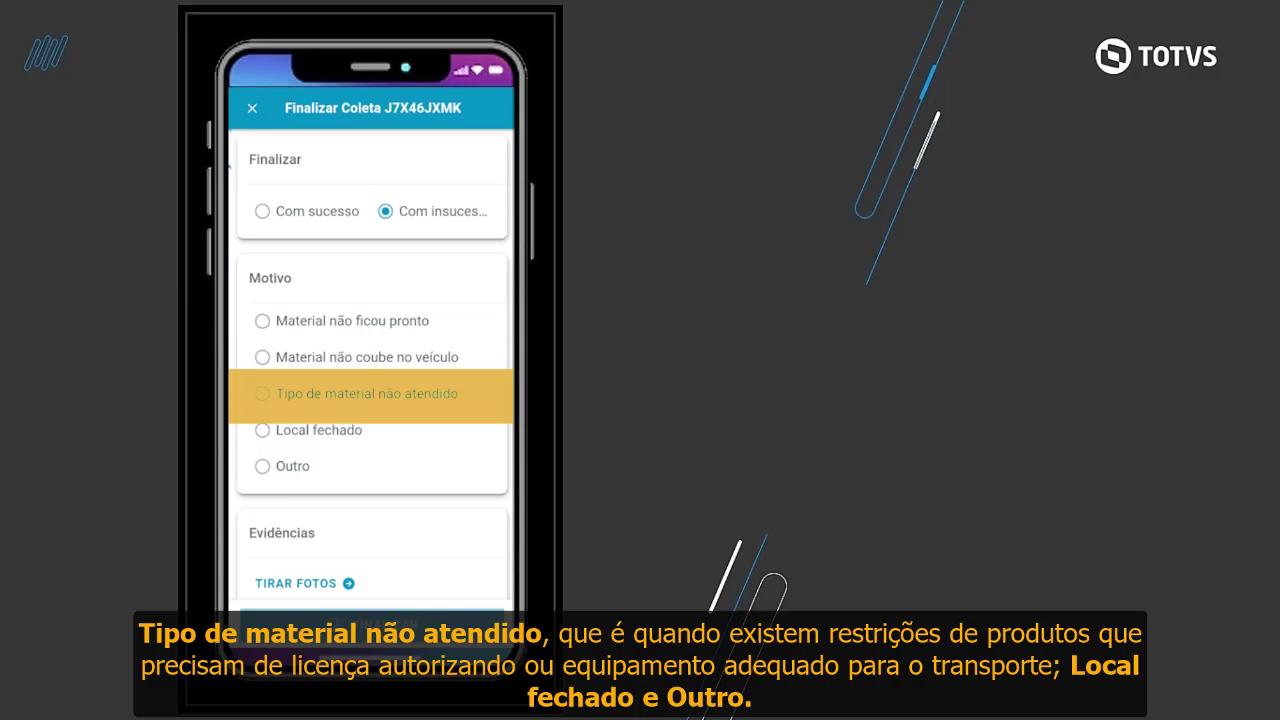 TOTVS
Finalizar Coleta J7X46JXMK
Finalizar
Com sucesso
Com insuces...
Motivo
Material não ficou pronto
Material não coube no veículo
Tipo de material não atendido
Local fechado
Outro
Evidências
TIRAR FOTOS
Tipo de material não atendido, que é quando existem restrições de produtos que
precisam de licença autorizando ou equipamento adequado para o transporte; Local
fechado e Outro.